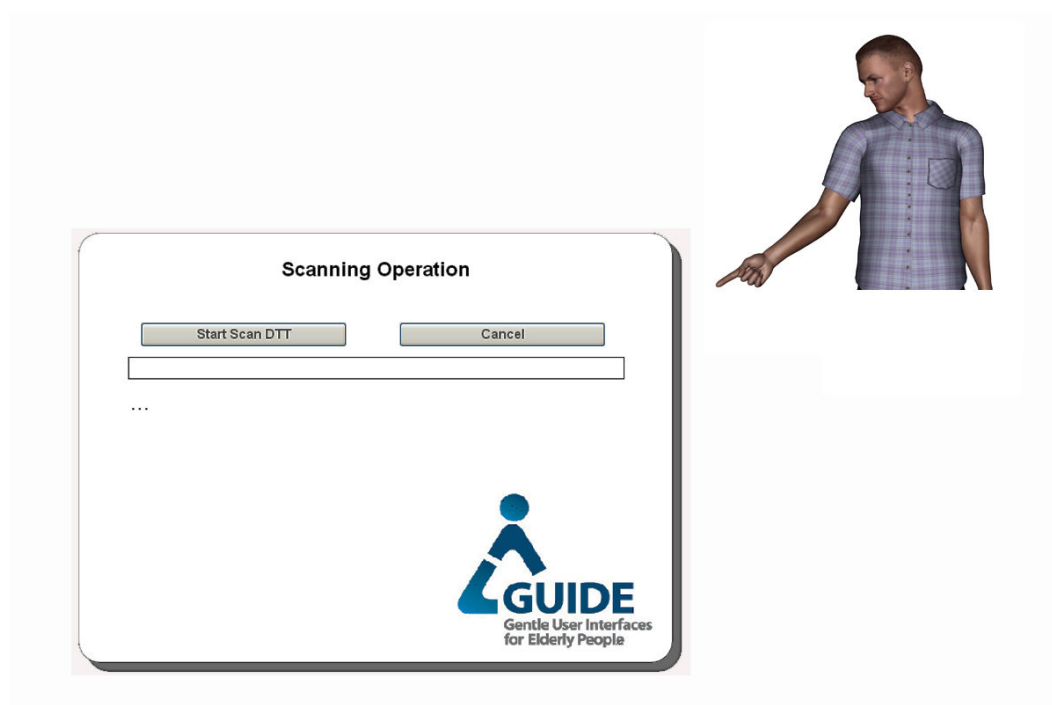 Scanning Operation
Start Scan DTT
Cancel
...
GUIDE
Gentle User Interfaces
for Elderly People